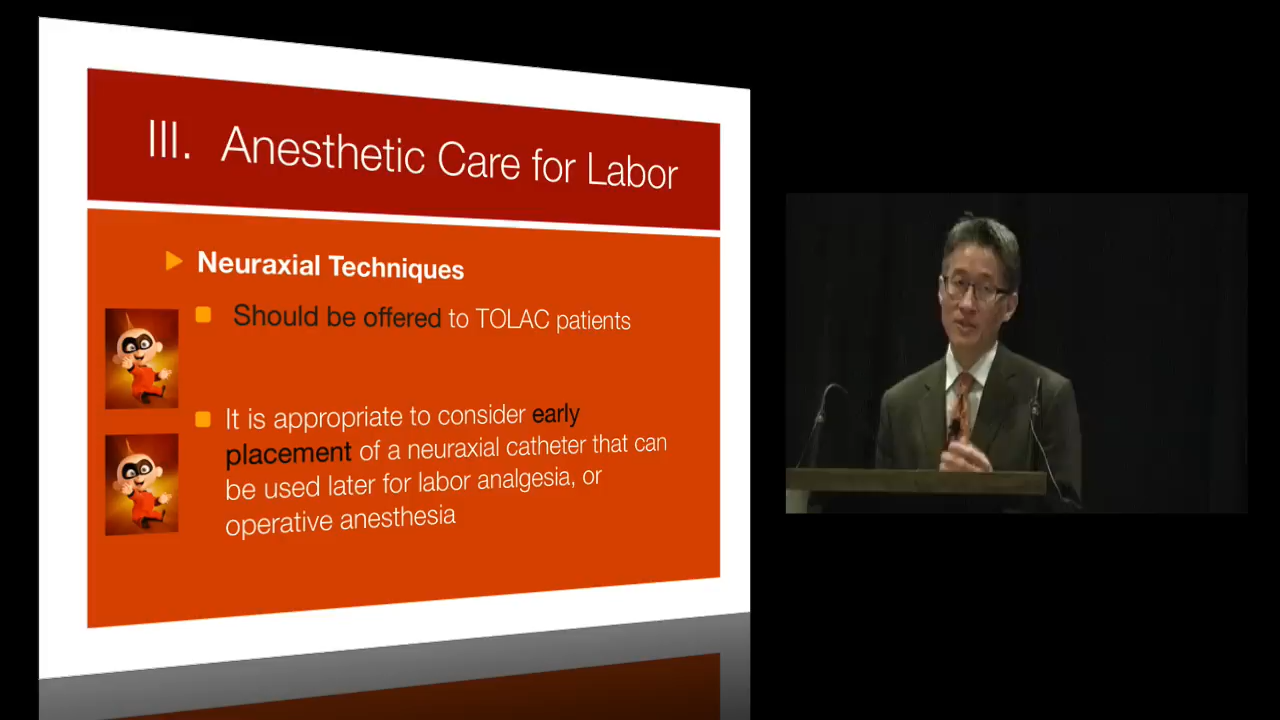 III. Anesthetic Care for Labor
Neuraxial Techniques
Should be offered to TOLAC patients
It is appropriate to consider early
placement of a neuraxial catheter that can
be used later for labor analgesia, or
operative anesthesia